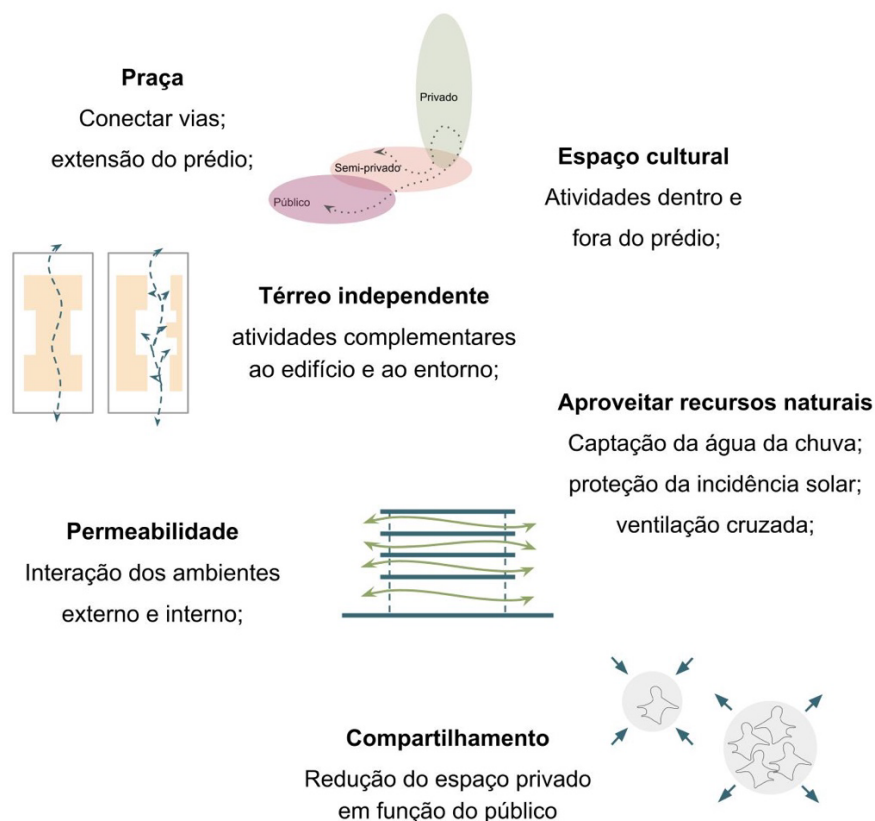 Praça
Conectar vias;
extensão do prédio;
Privado
Semi-privado
Público
Espaço cultural
Atividades dentro e
fora do prédio;
Térreo independente
atividades complementares
ao edifício e ao entorno;
Aproveitar recursos naturais
Captação da água da chuva;
proteção da incidência solar;
ventilação cruzada;
Permeabilidade
Interação dos ambientes
externo e interno;
Compartilhamento
Redução do espaço privado
em função do público